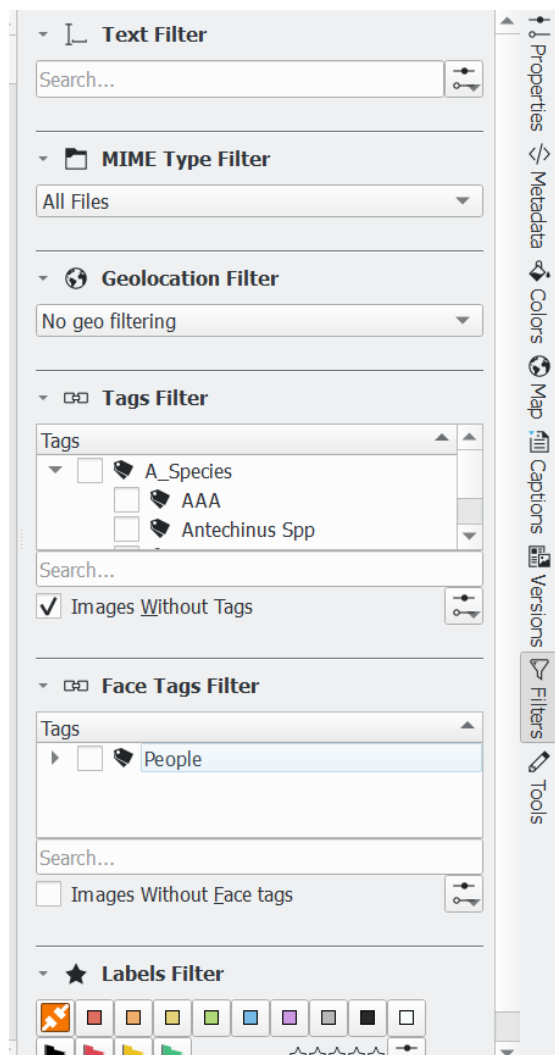 Text Filter
Search...
MIME Type Filter
All Files
Geolocation Filter
No geo filtering
Tags Filter
Tags
A_Species
AAA
Antechinus Spp
Search...
Images Without Tags
Face Tags Filter
Tags
People
Search...
Images Without Face tags
Labels Filter
Properties
Metadata
Colors
Map
Captions
Versions
Filters
Tools